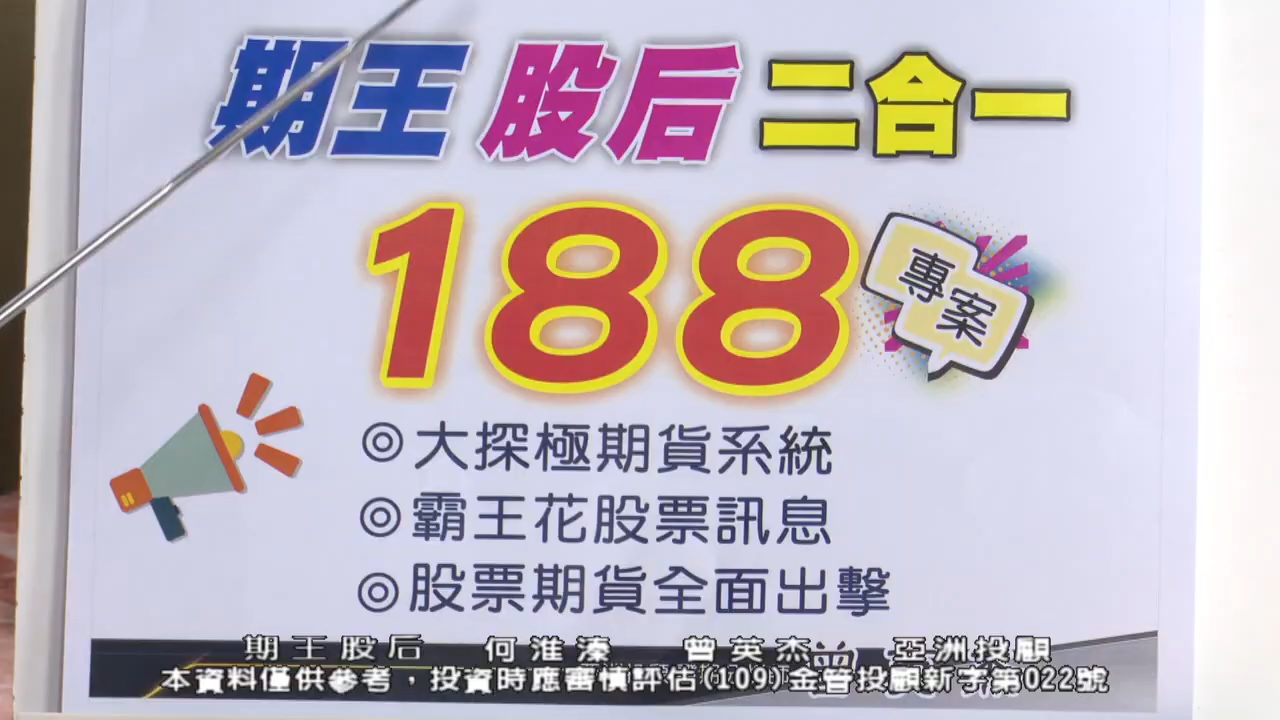 期王 股后 二合一
188 專案
◎大探極期貨系統
◎霸王花股票訊息
◎股票期貨全面出擊
期王股后 何淮溱 曾英杰 亞洲投顧
本資料僅供參考，投資時應審慎評估(109)金管投顧新字第022號